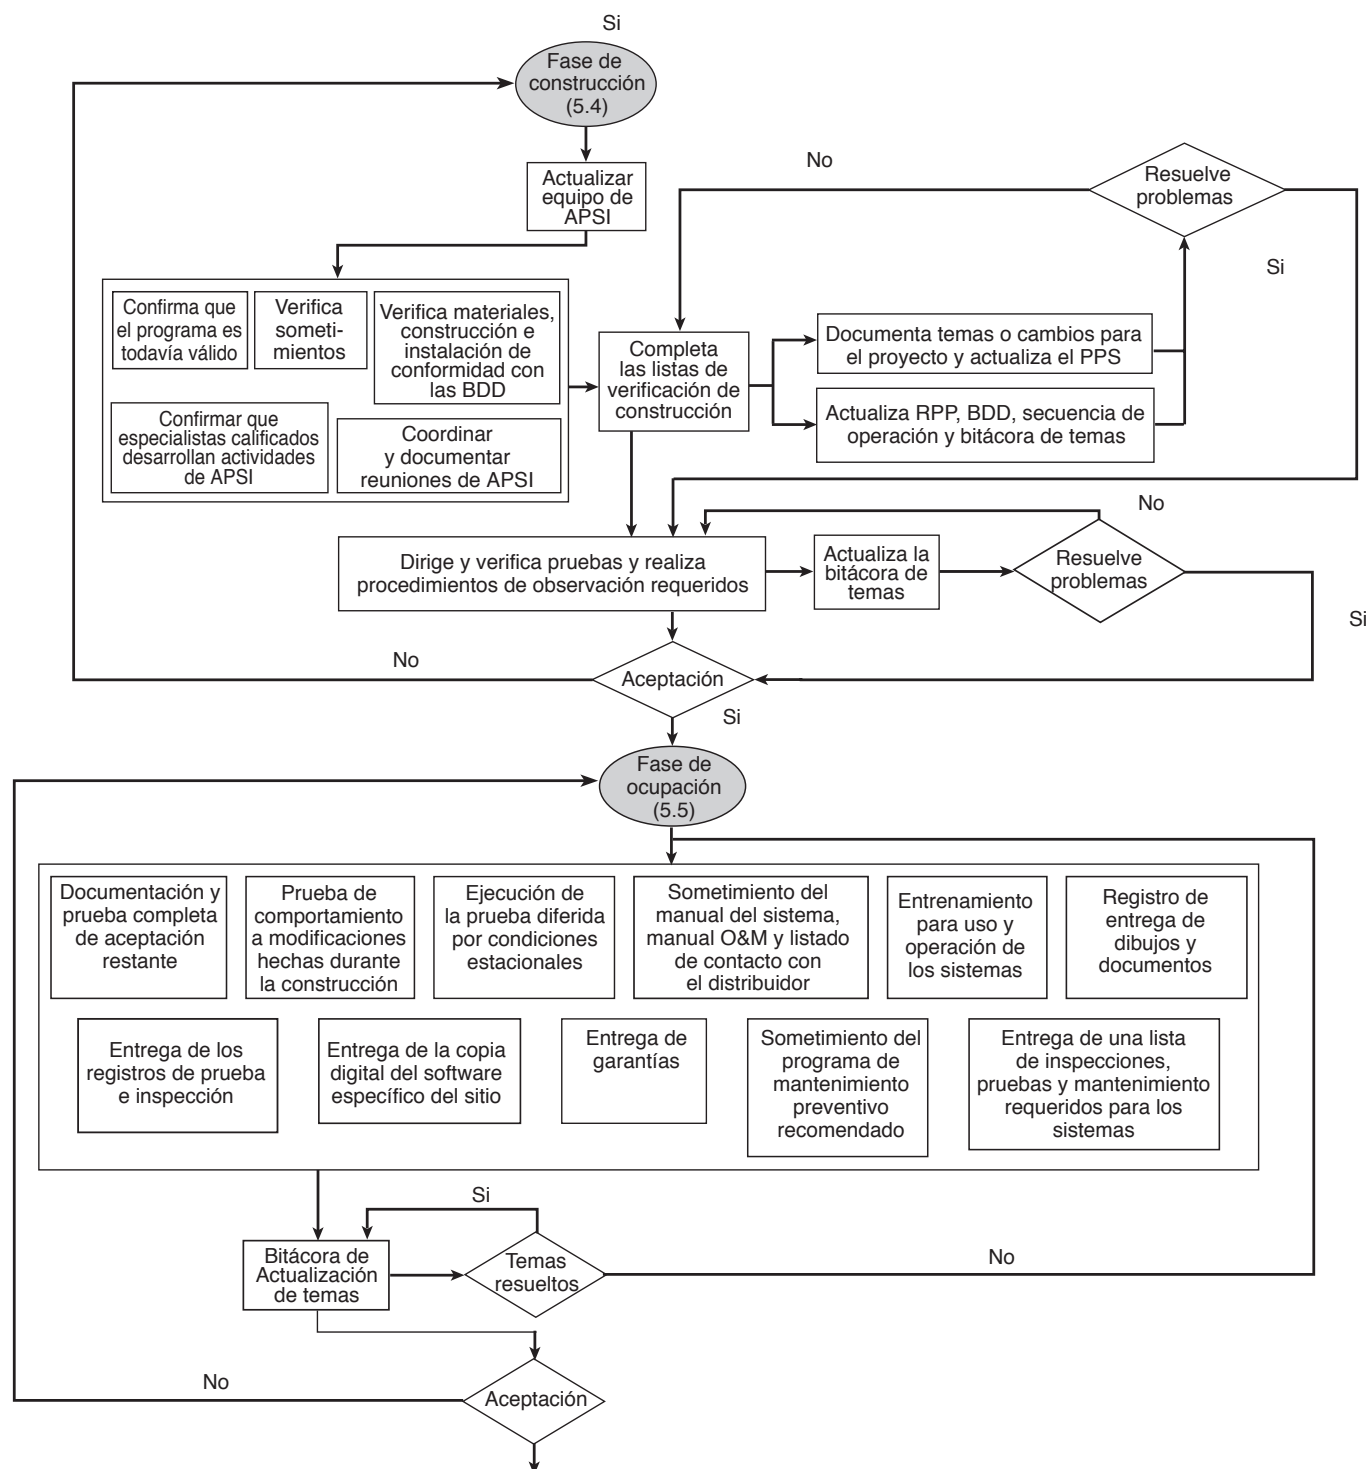 Si
Fase de
construcción
(5.4)
Actualizar
equipo de
APSI
No
Resuelve
problemas
Si
Confirma que
el programa es
todavía válido
Verifica
someti-
mientos
Verifica materiales,
construcción e
instalación de
conformidad con
las BDD
Confirmar que
especialistas calificados
desarrollan actividades
de APSI
Coordinar
y documentar
reuniones de APSI
Completa
las listas de
verificación de
construcción
Documenta temas o cambios para
el proyecto y actualiza el PPS
Actualiza RPP, BDD, secuencia de
operación y bitácora de temas
No
Dirige y verifica pruebas y realiza
procedimientos de observación requeridos
Actualiza la
bitácora de
temas
Resuelve
problemas
Si
No
Aceptación
Si
Fase de
ocupación
(5.5)
Documentación y
prueba completa
de aceptación
restante
Prueba de
comportamiento
a modificaciones
hechas durante
la construcción
Ejecución de
la prueba diferida
por condiciones
estacionales
Sometimiento del
manual del sistema,
manual O&M y listado
de contacto con
el distribuidor
Entrenamiento
para uso y
operación de
los sistemas
Registro de
entrega de
dibujos y
documentos
Entrega de los
registros de prueba
e inspección
Entrega de la copia
digital del software
específico del sitio
Entrega de
garantías
Sometimiento del
programa de
mantenimiento
preventivo
recomendado
Entrega de una lista
de inspecciones,
pruebas y mantenimiento
requeridos para los
sistemas
Si
Bitácora de
Actualización
de temas
Temas
resueltos
No
No
Aceptación